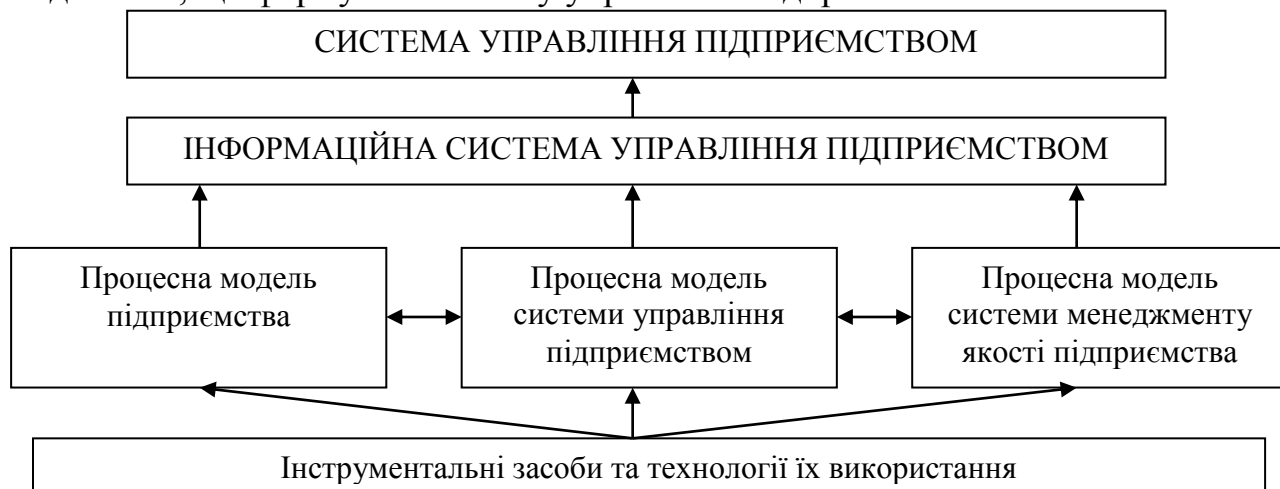 СИСТЕМА УПРАВЛІННЯ ПІДПРИЄМСТВОМ
ІНФОРМАЦІЙНА СИСТЕМА УПРАВЛІННЯ ПІДПРИЄМСТВОМ
Процесна модель
підприємства
Процесна модель
системи управління
підприємством
Процесна модель
системи менеджменту
якості підприємства
Інструментальні засоби та технології їх використання